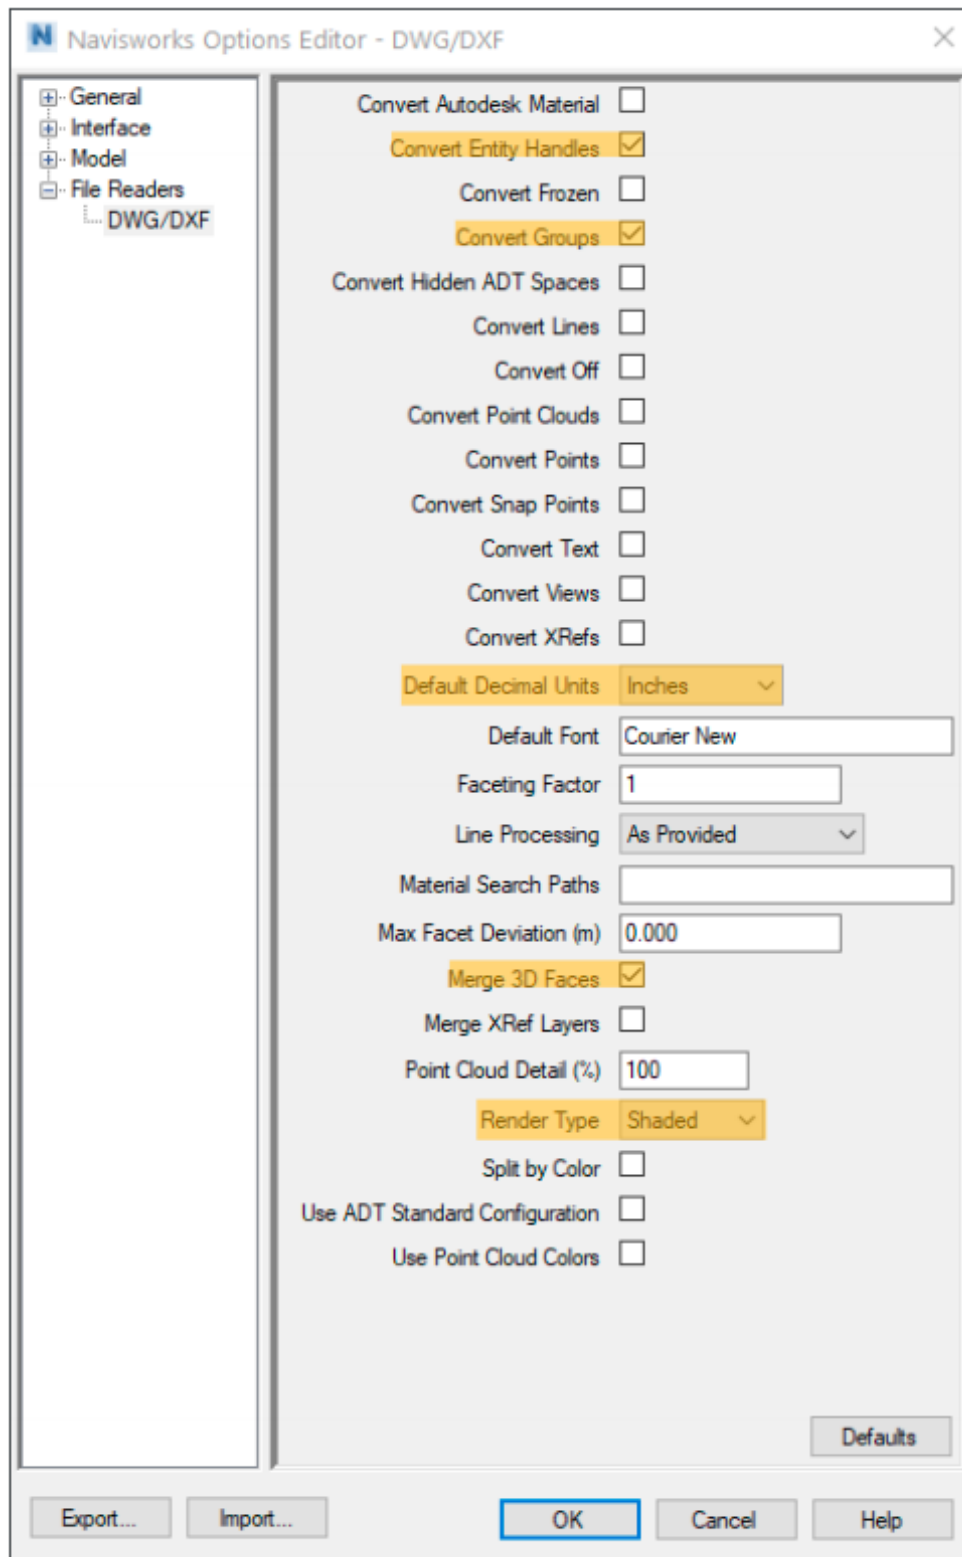 Navisworks Options Editor - DWG/DXF
General
Interface
Model
File Readers
DWG/DXF
Convert Autodesk Material
Convert Entity Handles
Convert Frozen
Convert Groups
Convert Hidden ADT Spaces
Convert Lines
Convert Off
Convert Point Clouds
Convert Points
Convert Snap Points
Convert Text
Convert Views
Convert XRefs
Default Decimal Units Inches
Default Font Courier New
Faceting Factor 1
Line Processing As Provided
Material Search Paths
Max Facet Deviation (m) 0.000
Merge 3D Faces
Merge XRef Layers
Point Cloud Detail (%) 100
Render Type Shaded
Split by Color
Use ADT Standard Configuration
Use Point Cloud Colors
Defaults
Export... Import... OK Cancel Help